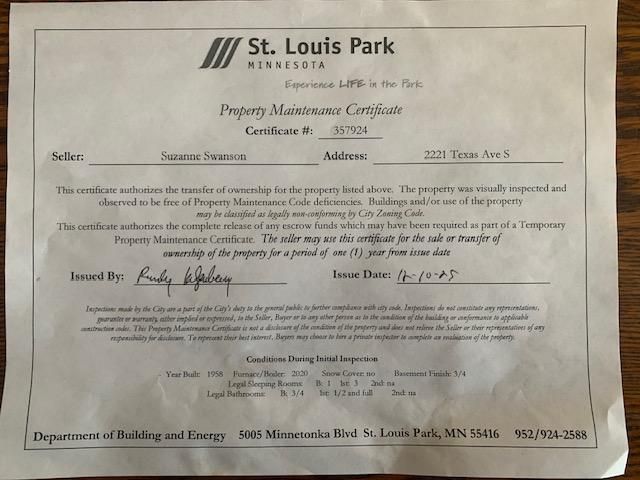 St. Louis Park
MINNESOTA
Experience LIFE in the Park
Property Maintenance Certificate
Certificate #: 357924
Seller: Suzanne Swanson Address: 2221 Texas Ave S
This certificate authorizes the transfer of ownership for the property listed above. The property was visually inspected and
observed to be free of Property Maintenance Code deficiencies. Buildings and/or use of the property
may be classified as legally non-conforming by City Zoning Code.
This certificate authorizes the complete release of any escrow funds which may have been required as part of a Temporary
Property Maintenance Certificate. The seller may use this certificate for the sale or transfer of
ownership of the property for a period of one (1) year from issue date
Issued By: Issue Date: 12-10-25
Inspections made by the City are a part of the City's duty to the general public to further compliance with city code. Inspections do not constitute any representations,
guarantee or warranty, either implied or expressed, to the Seller, Buyer or to any other person as to the condition of the building or conformance to applicable
construction codes. This Property Maintenance Certificate is not a disclosure of the condition of the property and does not relieve the Seller or their representatives of any
responsibility for disclosure. To represent their best interest, Buyers may choose to hire a private inspector to complete an evaluation of the property.
Conditions During Initial Inspection
Year Built: 1958 Furnace/Boiler: 2020 Snow Cover: no Basement Finish: 3/4
Legal Sleeping Rooms: B: 1 1st: 3 2nd: na
Legal Bathrooms: B: 3/4 1st: 1/2 and full 2nd: na
Department of Building and Energy 5005 Minnetonka Blvd St. Louis Park, MN 55416 952/924-2588